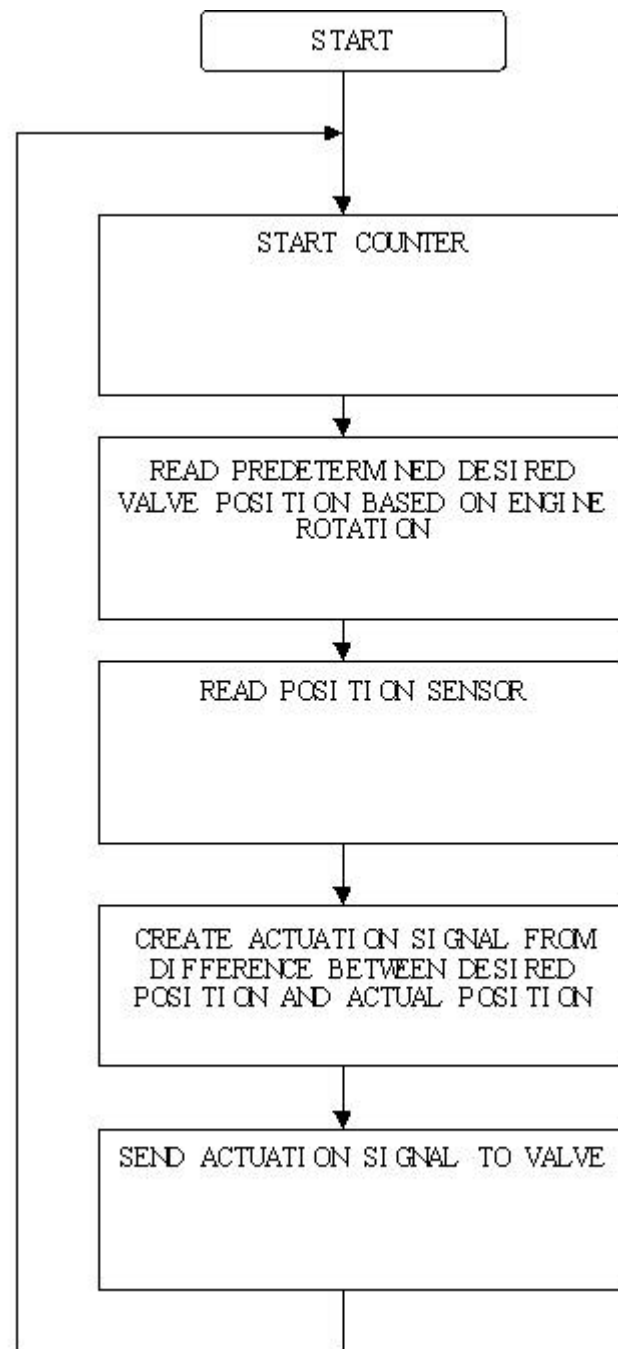 START
START COUNTER
READ PREDETERMINED DESIRED
VALVE POSITION BASED ON ENGINE
ROTATION
READ POSITION SENSOR
CREATE ACTUATION SIGNAL FROM
DIFFERENCE BETWEEN DESIRED
POSITION AND ACTUAL POSITION
SEND ACTUATION SIGNAL TO VALVE